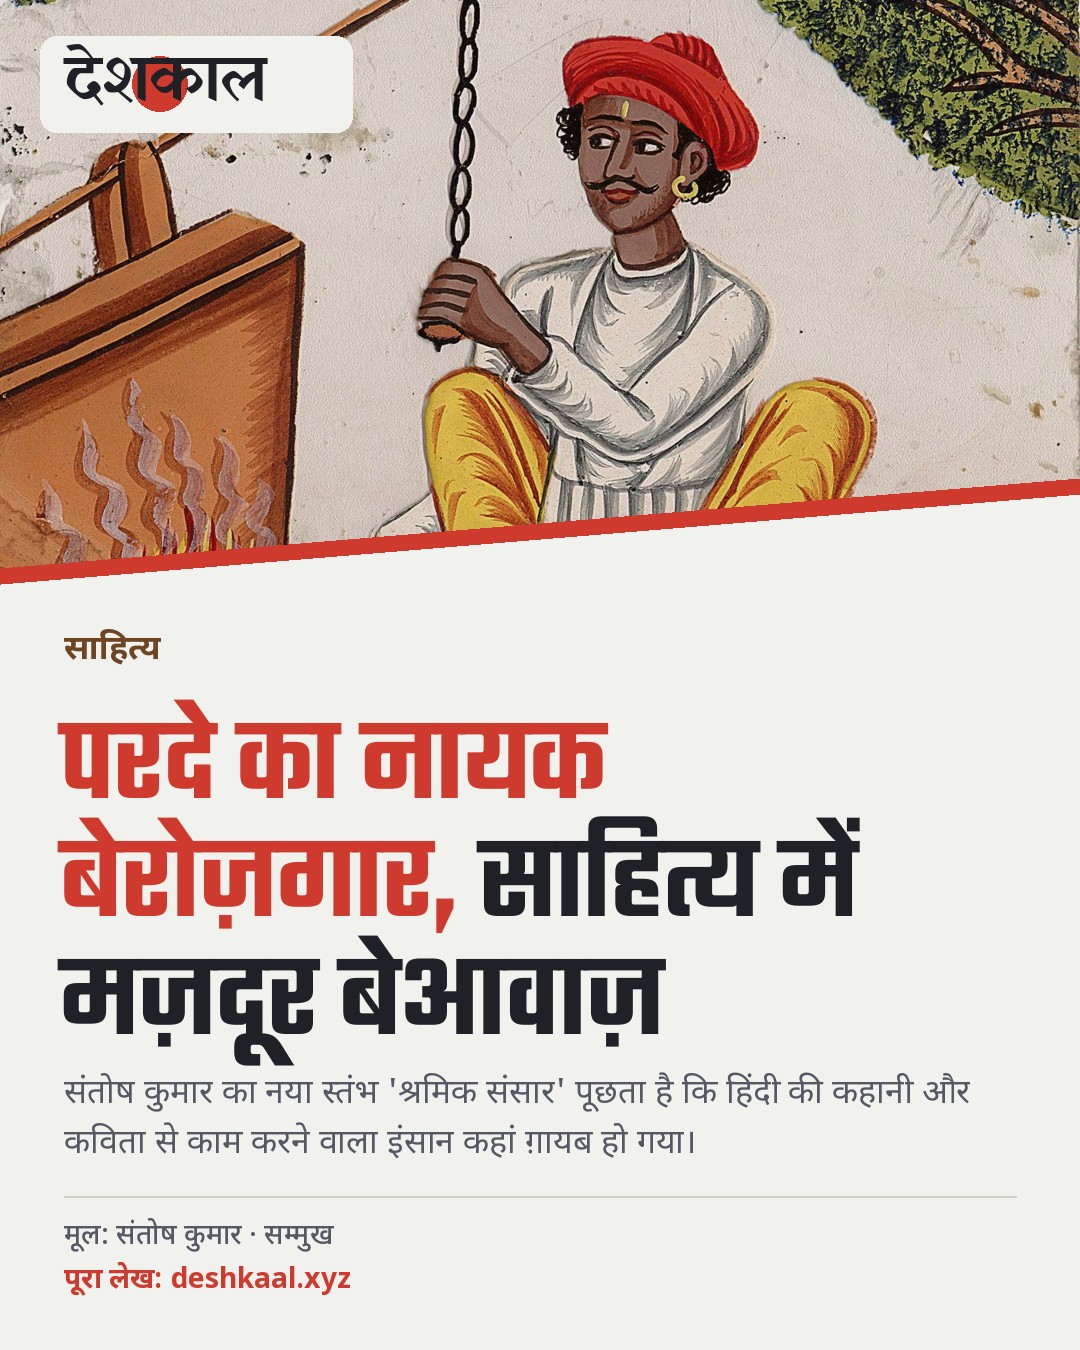 देशकाल
साहित्य
परदे का नायक
बेरोज़गार, साहित्य में
मज़दूर बेआवाज़
संतोष कुमार का नया स्तंभ 'श्रमिक संसार' पूछता है कि हिंदी की कहानी और
कविता से काम करने वाला इंसान कहां ग़ायब हो गया।
मूल: संतोष कुमार · सम्मुख
पूरा लेख: deshkaal.xyz